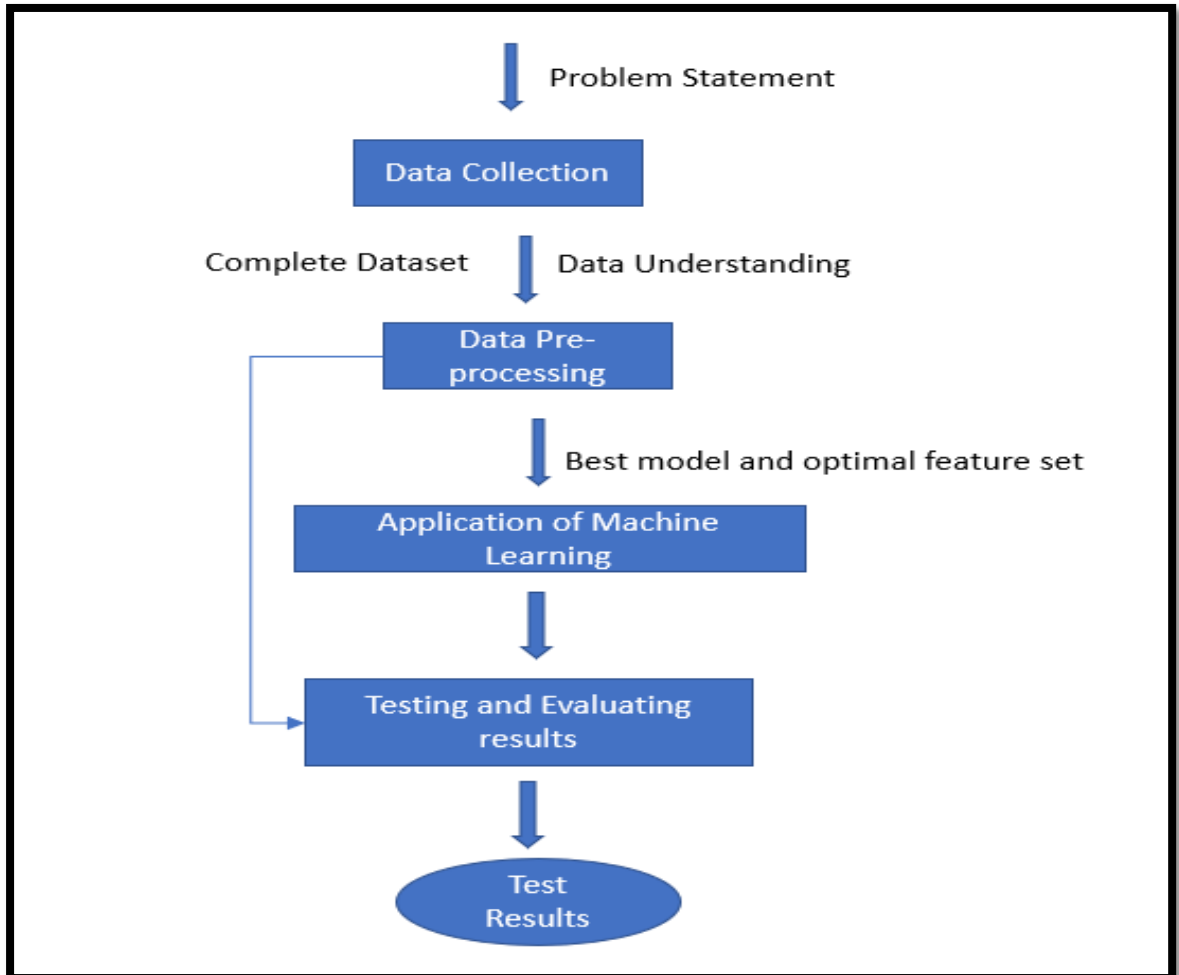 Problem Statement
Data Collection
Complete Dataset
Data Understanding
Data Pre-
processing
Best model and optimal feature set
Application of Machine
Learning
Testing and Evaluating
results
Test
Results